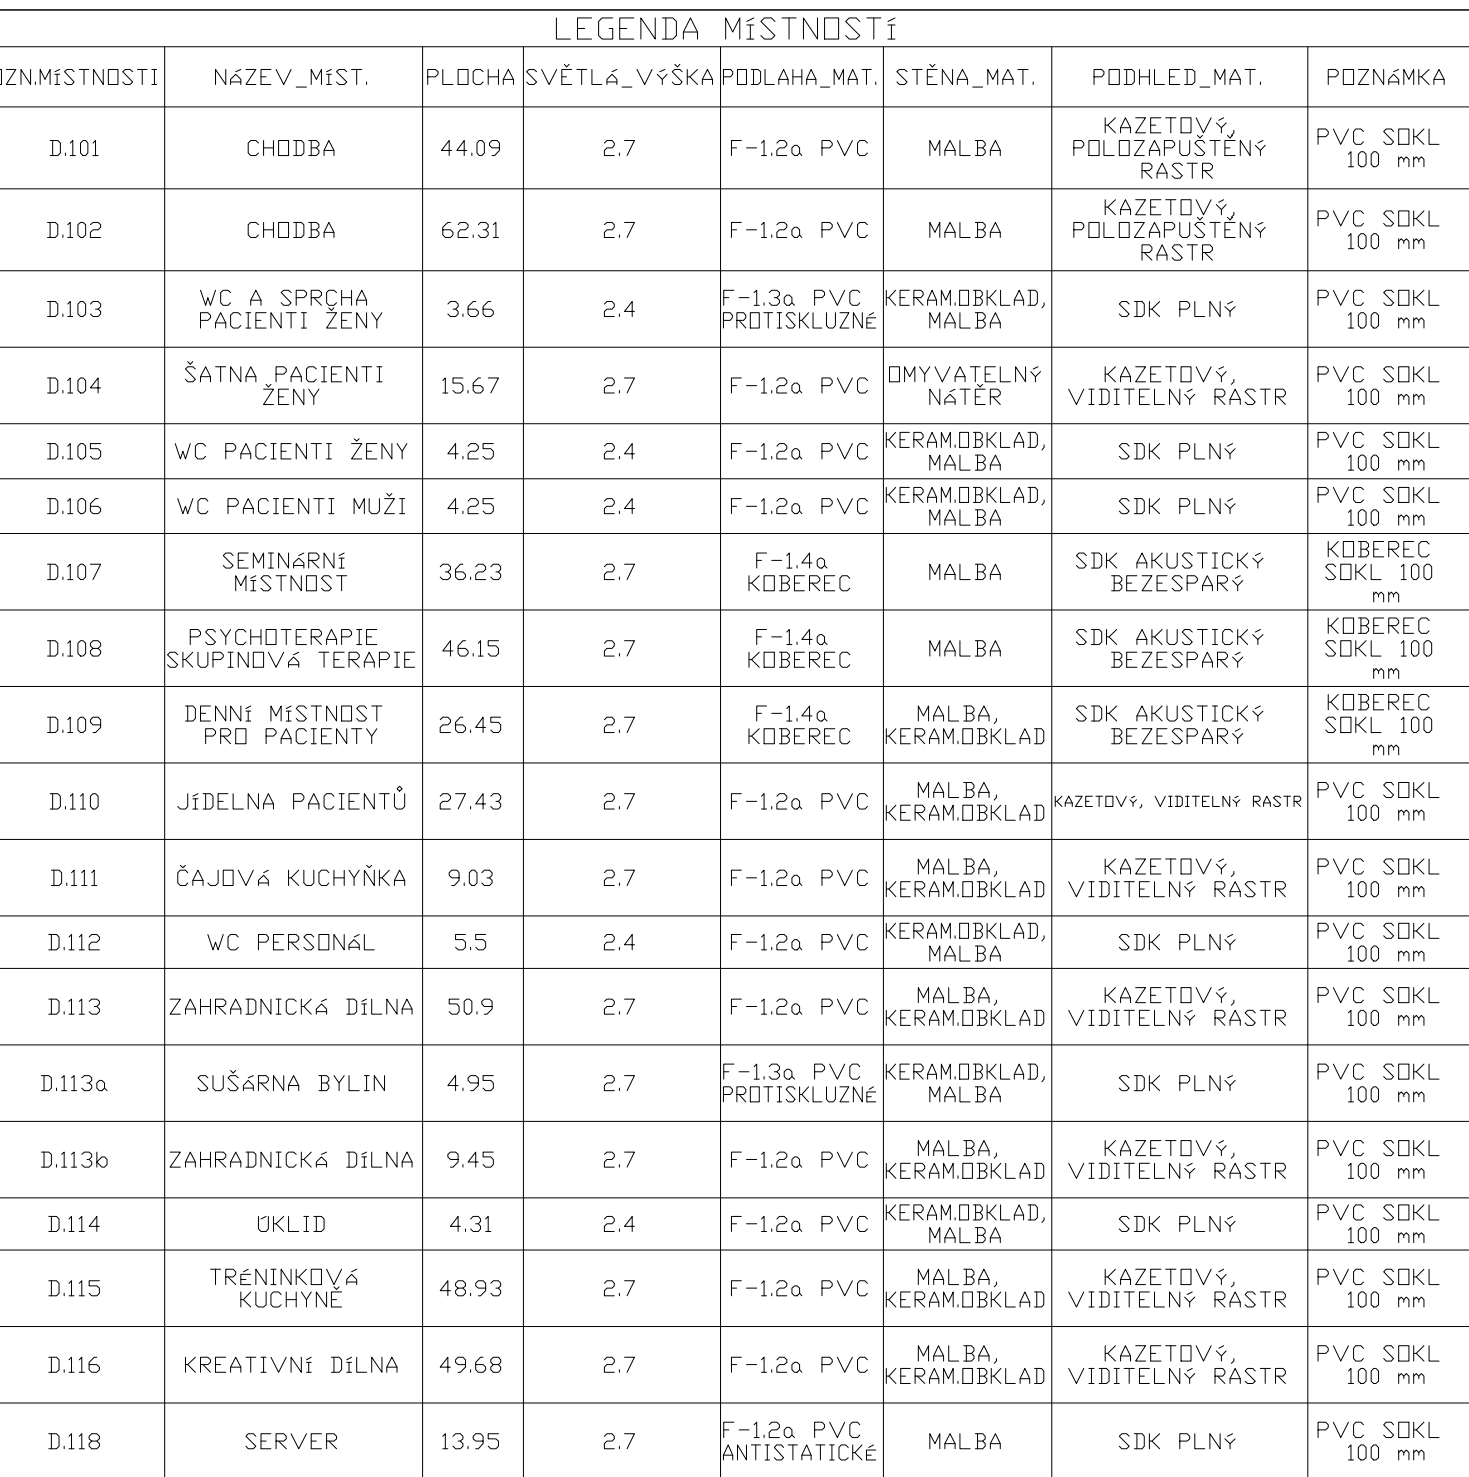 LEGENDA MÍSTNOSTÍ
OZN.MÍSTNOSTI NÁZEV_MÍST. PLOCHA SVĚTLÁ_VÝŠKA PODLAHA_MAT. STĚNA_MAT. PODHLED_MAT. POZNÁMKA
D.101 CHODBA 44.09 2.7 F-1.2a PVC MALBA KAZETOVÝ,
POLOZAPUŠTĚNÝ
RASTR PVC SOKL
100 mm
D.102 CHODBA 62.31 2.7 F-1.2a PVC MALBA KAZETOVÝ,
POLOZAPUŠTĚNÝ
RASTR PVC SOKL
100 mm
D.103 WC A SPRCHA
PACIENTI ŽENY 3.66 2.4 F-1.3a PVC
PROTISKLUZNÉ KERAM.OBKLAD,
MALBA SDK PLNÝ PVC SOKL
100 mm
D.104 ŠATNA PACIENTI
ŽENY 15.67 2.7 F-1.2a PVC OMYVATELNÝ
NÁTĚR KAZETOVÝ,
VIDITELNÝ RASTR PVC SOKL
100 mm
D.105 WC PACIENTI ŽENY 4.25 2.4 F-1.2a PVC KERAM.OBKLAD,
MALBA SDK PLNÝ PVC SOKL
100 mm
D.106 WC PACIENTI MUŽI 4.25 2.4 F-1.2a PVC KERAM.OBKLAD,
MALBA SDK PLNÝ PVC SOKL
100 mm
D.107 SEMINÁRNÍ
MÍSTNOST 36.23 2.7 F-1.4a
KOBEREC MALBA SDK AKUSTICKÝ
BEZESPARÝ KOBEREC
SOKL 100
mm
D.108 PSYCHOTERAPIE
SKUPINOVÁ TERAPIE 46.15 2.7 F-1.4a
KOBEREC MALBA SDK AKUSTICKÝ
BEZESPARÝ KOBEREC
SOKL 100
mm
D.109 DENNÍ MÍSTNOST
PRO PACIENTY 26.45 2.7 F-1.4a
KOBEREC MALBA,
KERAM.OBKLAD SDK AKUSTICKÝ
BEZESPARÝ KOBEREC
SOKL 100
mm
D.110 JÍDELNA PACIENTŮ 27.43 2.7 F-1.2a PVC MALBA,
KERAM.OBKLAD KAZETOVÝ, VIDITELNÝ RASTR PVC SOKL
100 mm
D.111 ČAJOVÁ KUCHYŇKA 9.03 2.7 F-1.2a PVC MALBA,
KERAM.OBKLAD KAZETOVÝ,
VIDITELNÝ RASTR PVC SOKL
100 mm
D.112 WC PERSONÁL 5.5 2.4 F-1.2a PVC KERAM.OBKLAD,
MALBA SDK PLNÝ PVC SOKL
100 mm
D.113 ZAHRADNICKÁ DÍLNA 50.9 2.7 F-1.2a PVC MALBA,
KERAM.OBKLAD KAZETOVÝ,
VIDITELNÝ RASTR PVC SOKL
100 mm
D.113a SUŠÁRNA BYLIN 4.95 2.7 F-1.3a PVC
PROTISKLUZNÉ KERAM.OBKLAD,
MALBA SDK PLNÝ PVC SOKL
100 mm
D.113b ZAHRADNICKÁ DÍLNA 9.45 2.7 F-1.2a PVC MALBA,
KERAM.OBKLAD KAZETOVÝ,
VIDITELNÝ RASTR PVC SOKL
100 mm
D.114 ÚKLID 4.31 2.4 F-1.2a PVC KERAM.OBKLAD,
MALBA SDK PLNÝ PVC SOKL
100 mm
D.115 TRÉNINKOVÁ
KUCHYNĚ 48.93 2.7 F-1.2a PVC MALBA,
KERAM.OBKLAD KAZETOVÝ,
VIDITELNÝ RASTR PVC SOKL
100 mm
D.116 KREATIVNÍ DÍLNA 49.68 2.7 F-1.2a PVC MALBA,
KERAM.OBKLAD KAZETOVÝ,
VIDITELNÝ RASTR PVC SOKL
100 mm
D.118 SERVER 13.95 2.7 F-1.2a PVC
ANTISTATICKÉ MALBA SDK PLNÝ PVC SOKL
100 mm